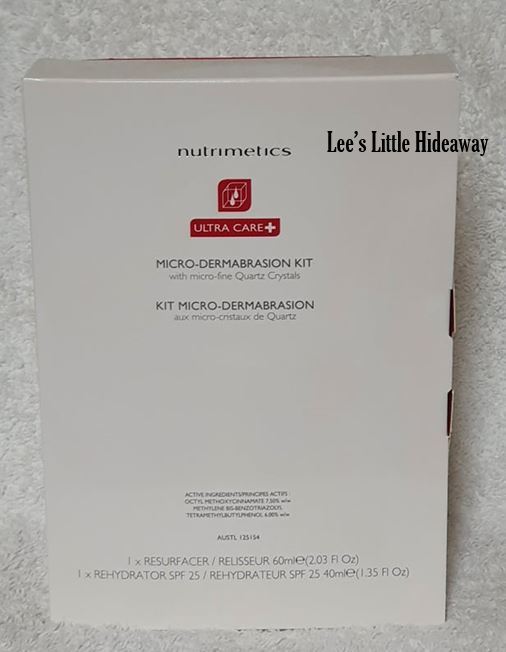 nutrimetics
Lee's Little Hideaway
ULTRA CARE+
MICRO-DERMABRASION KIT
with micro-fine Quartz Crystals
KIT MICRO-DERMABRASION
aux micro-cristaux de Quartz
ACTIVE INGREDIENTS/PRINCIPES ACTIFS :
OCTYL METHOXYCINNAMATE 7.50% w/w
METHYLENE BIS-BENZOTRIAZOLYL
TETRAMETHYLBUTYLPHENOL 6.00% w/w
AUSTL 125154
1 x RESURFACER / RELISSEUR 60ml℮(2.03 Fl Oz)
1 x REHYDRATOR SPF 25 / REHYDRATEUR SPF 25 40ml℮(1.35 Fl Oz)